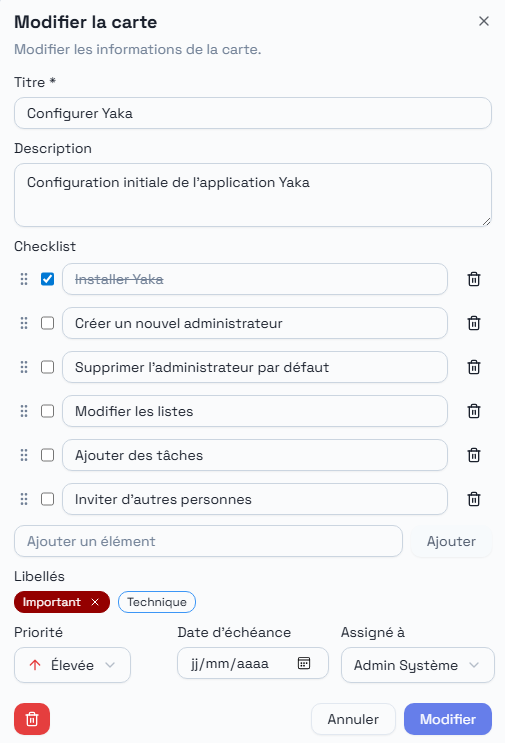 Modifier la carte
Modifier les informations de la carte.
Titre *
Configurer Yaka
Description
Configuration initiale de l'application Yaka
Checklist
Installer Yaka
Créer un nouvel administrateur
Supprimer l'administrateur par défaut
Modifier les listes
Ajouter des tâches
Inviter d'autres personnes
Ajouter un élément Ajouter
Libellés
Important Technique
Priorité Date d'échéance Assigné à
Élevée jj/mm/aaaa Admin Système
Annuler Modifier